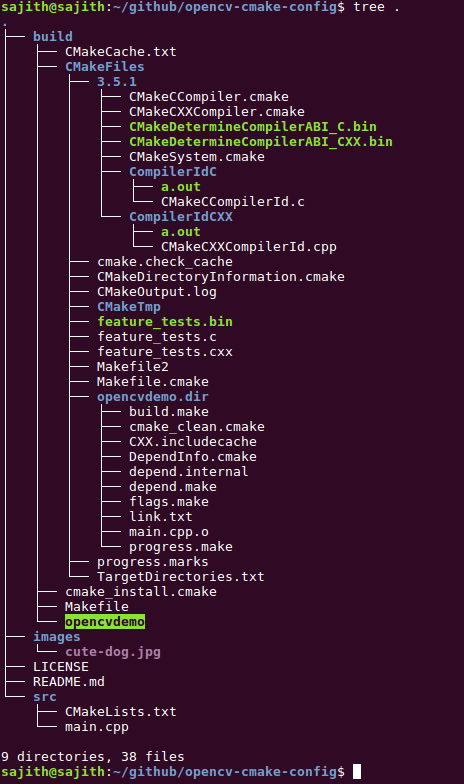 sajith@sajith:~/github/opencv-cmake-config$ tree .
.
├── build
│   ├── CMakeCache.txt
│   ├── CMakeFiles
│   │   ├── 3.5.1
│   │   │   ├── CMakeCCompiler.cmake
│   │   │   ├── CMakeCXXCompiler.cmake
│   │   │   ├── CMakeDetermineCompilerABI_C.bin
│   │   │   ├── CMakeDetermineCompilerABI_CXX.bin
│   │   │   ├── CMakeSystem.cmake
│   │   │   ├── CompilerIdC
│   │   │   │   ├── a.out
│   │   │   │   └── CMakeCCompilerId.c
│   │   │   └── CompilerIdCXX
│   │   │       ├── a.out
│   │   │       └── CMakeCXXCompilerId.cpp
│   │   ├── cmake.check_cache
│   │   ├── CMakeDirectoryInformation.cmake
│   │   ├── CMakeOutput.log
│   │   ├── CMakeTmp
│   │   ├── feature_tests.bin
│   │   ├── feature_tests.c
│   │   ├── feature_tests.cxx
│   │   ├── Makefile2
│   │   ├── Makefile.cmake
│   │   ├── opencvdemo.dir
│   │   │   ├── build.make
│   │   │   ├── cmake_clean.cmake
│   │   │   ├── CXX.includecache
│   │   │   ├── DependInfo.cmake
│   │   │   ├── depend.internal
│   │   │   ├── depend.make
│   │   │   ├── flags.make
│   │   │   ├── link.txt
│   │   │   ├── main.cpp.o
│   │   │   └── progress.make
│   │   ├── progress.marks
│   │   └── TargetDirectories.txt
│   ├── cmake_install.cmake
│   ├── Makefile
│   └── opencvdemo
├── images
│   └── cute-dog.jpg
├── LICENSE
├── README.md
└── src
    ├── CMakeLists.txt
    └── main.cpp

9 directories, 38 files
sajith@sajith:~/github/opencv-cmake-config$